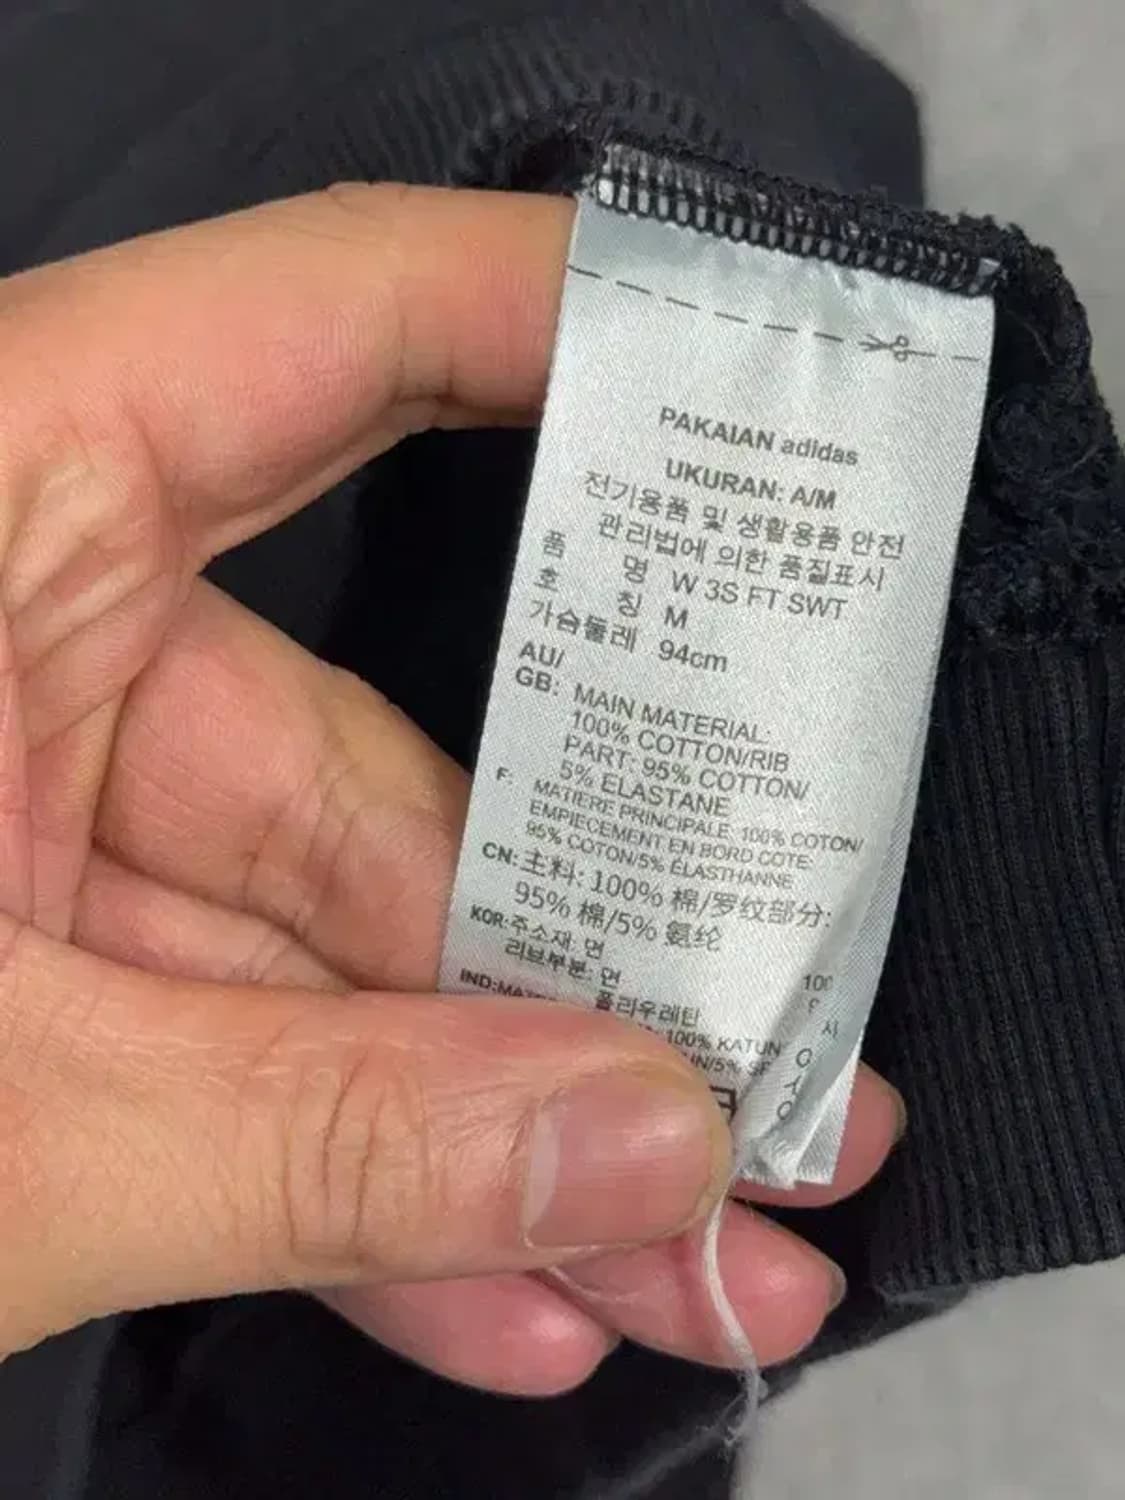 PAKAIAN adidas
UKURAN: A/M
전기용품 및 생활용품 안전
관리법에 의한 품질표시
품 명 W 3S FT SWT
호 칭 M
가슴둘레 94cm
AU/
GB: MAIN MATERIAL:
100% COTTON/RIB
PART: 95% COTTON/
5% ELASTANE
F: MATIERE PRINCIPALE: 100% COTON/
EMPIECEMENT EN BORD COTE:
95% COTON/5% ÉLASTHANNE
CN: 主料: 100% 棉/罗纹部分:
95% 棉/5% 氨纶
KOR: 주소재: 면
리브부분: 면
폴리우레탄
IND: 100% KATUN